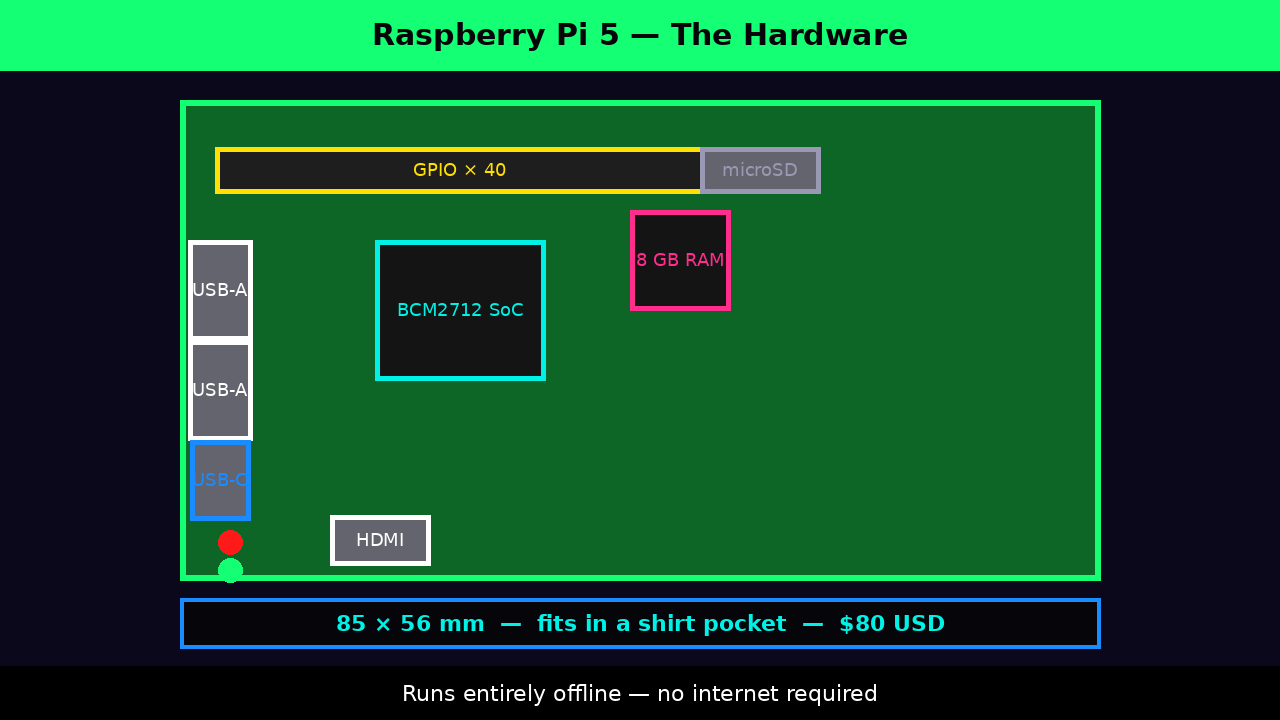 Raspberry Pi 5 — The Hardware
GPIO × 40
microSD
8 GB RAM
USB-A
BCM2712 SoC
USB-A
USB-C
HDMI
85 × 56 mm — fits in a shirt pocket — $80 USD
Runs entirely offline — no internet required